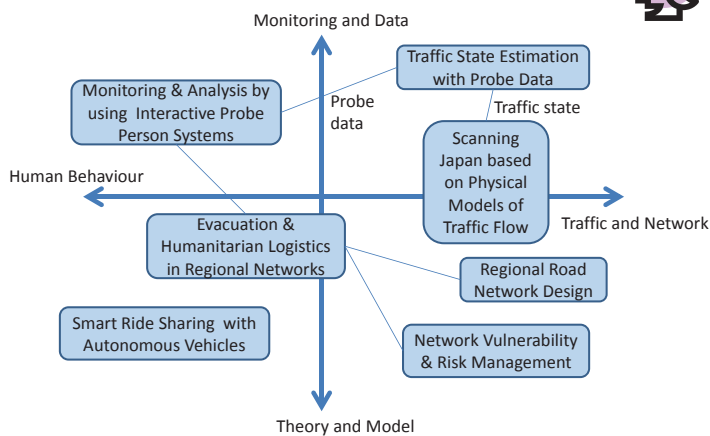 Monitoring and Data
Traffic State Estimation
with Probe Data
Monitoring & Analysis by
using Interactive Probe
Person Systems
Probe
data
Traffic state
Scanning
Japan based
on Physical
Models of
Traffic Flow
Human Behaviour
Traffic and Network
Evacuation &
Humanitarian Logistics
in Regional Networks
Regional Road
Network Design
Smart Ride Sharing with
Autonomous Vehicles
Network Vulnerability
& Risk Management
Theory and Model